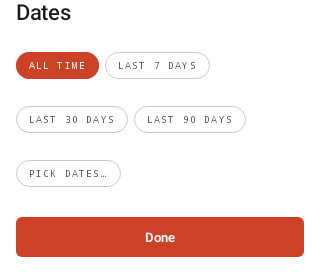 Dates
ALL TIME LAST 7 DAYS
LAST 30 DAYS LAST 90 DAYS
PICK DATES…
Done